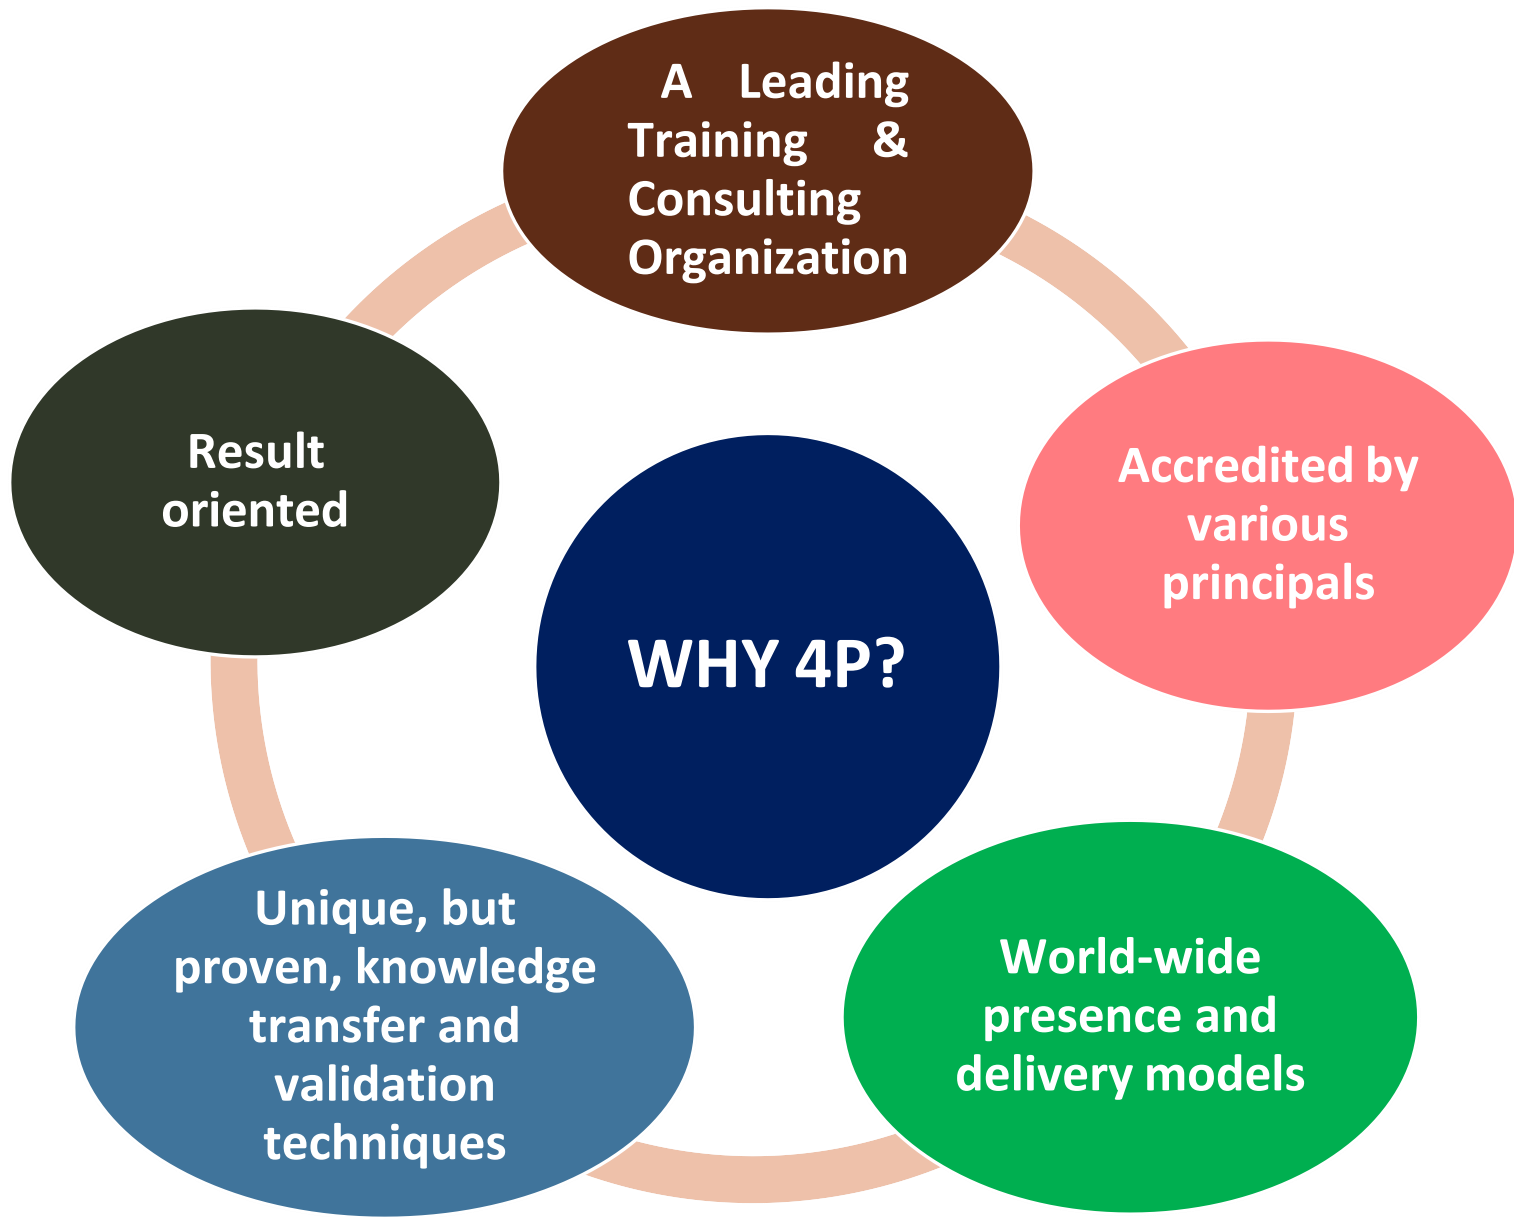 A Leading
Training &
Consulting
Organization
Accredited by
various
principals
World-wide
presence and
delivery models
Unique, but
proven, knowledge
transfer and
validation
techniques
Result
oriented
WHY 4P?